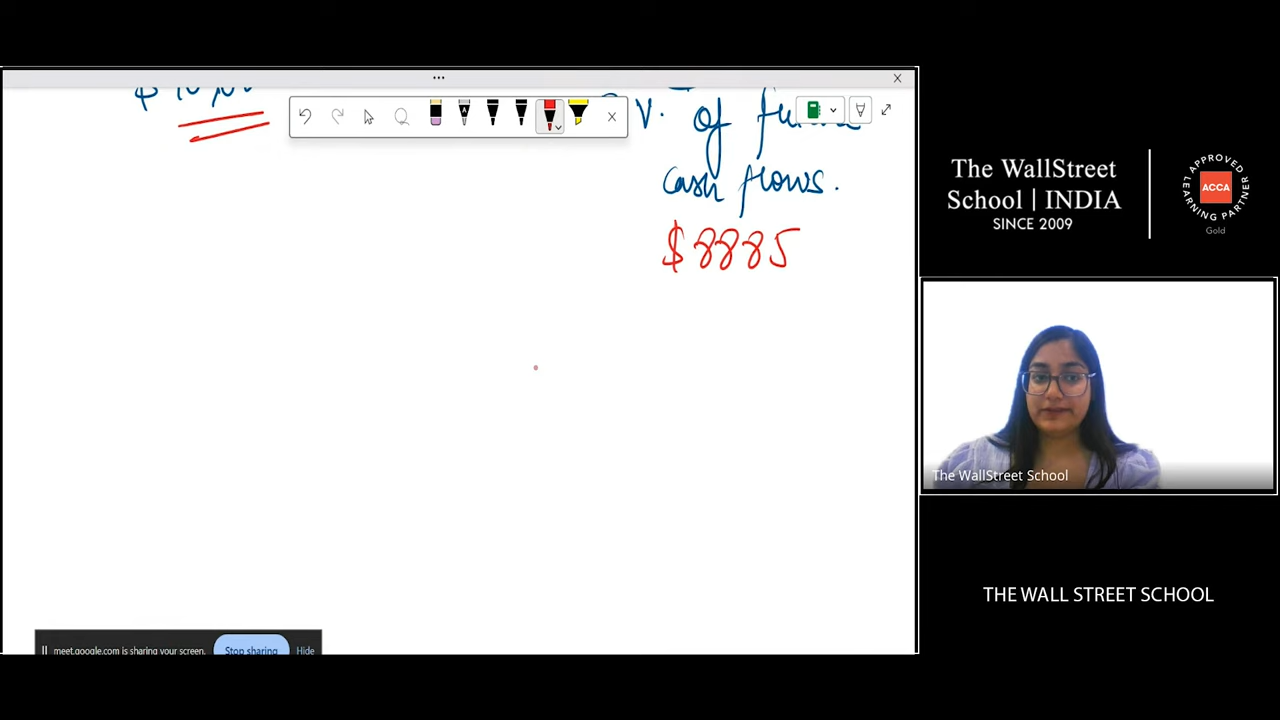 V. of future
cash flows.
$8885
The WallStreet
School | INDIA
SINCE 2009
APPROVED
ACCA
LEARNING PARTNER
Gold
The WallStreet School
THE WALL STREET SCHOOL
meet.google.com is sharing your screen.
Stop sharing
Hide